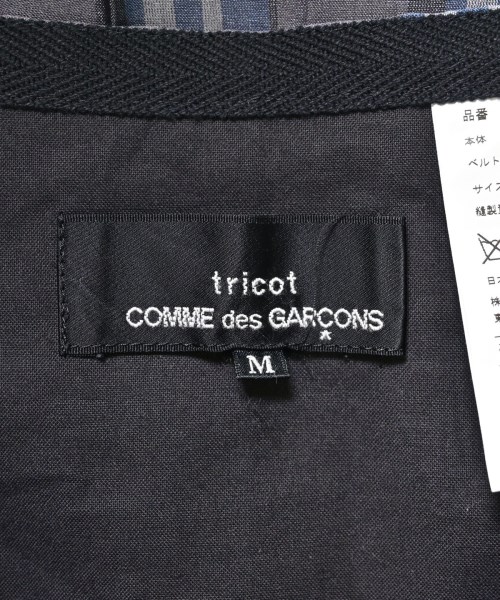 tricot
COMME des GARÇONS
M
品番
本体
ベルト
サイズ
縫製
日本
株
東